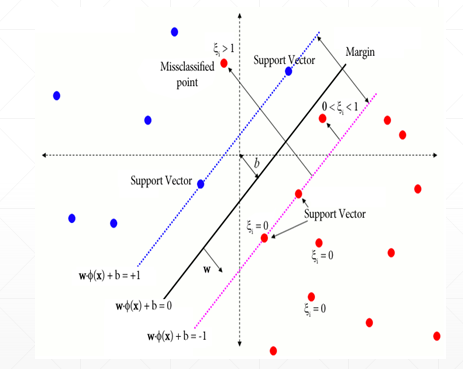 ξᵢ > 1
Support Vector
Margin
Missclassified
point
0 < ξᵢ < 1
b
Support Vector
Support Vector
ξᵢ = 0
ξᵢ = 0
w
w·ϕ(x) + b = +1
w·ϕ(x) + b = 0
ξᵢ = 0
w·ϕ(x) + b = -1